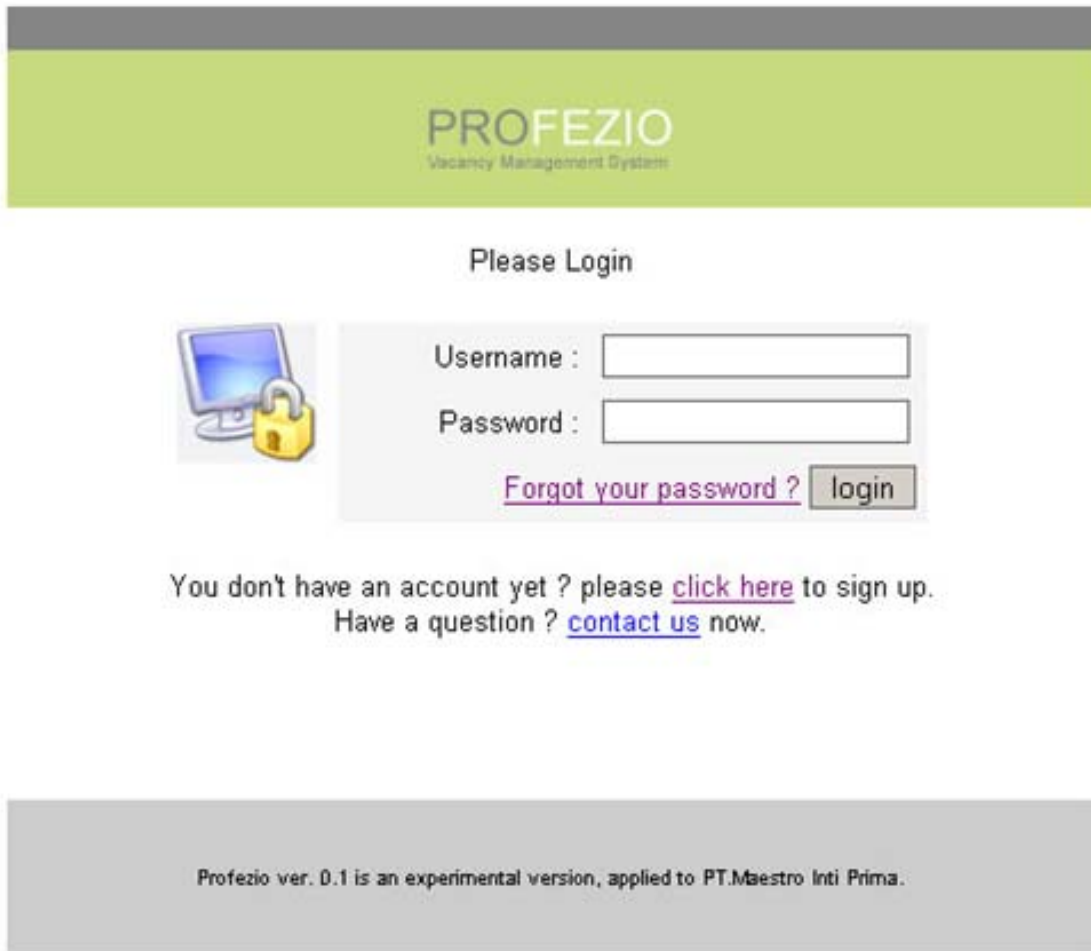 PROFEZIO
Vacancy Management System
Please Login
Username :
Password :
Forgot your password ? login
You don't have an account yet ? please click here to sign up.
Have a question ? contact us now.
Profezio ver. 0.1 is an experimental version, applied to PT.Maestro Inti Prima.